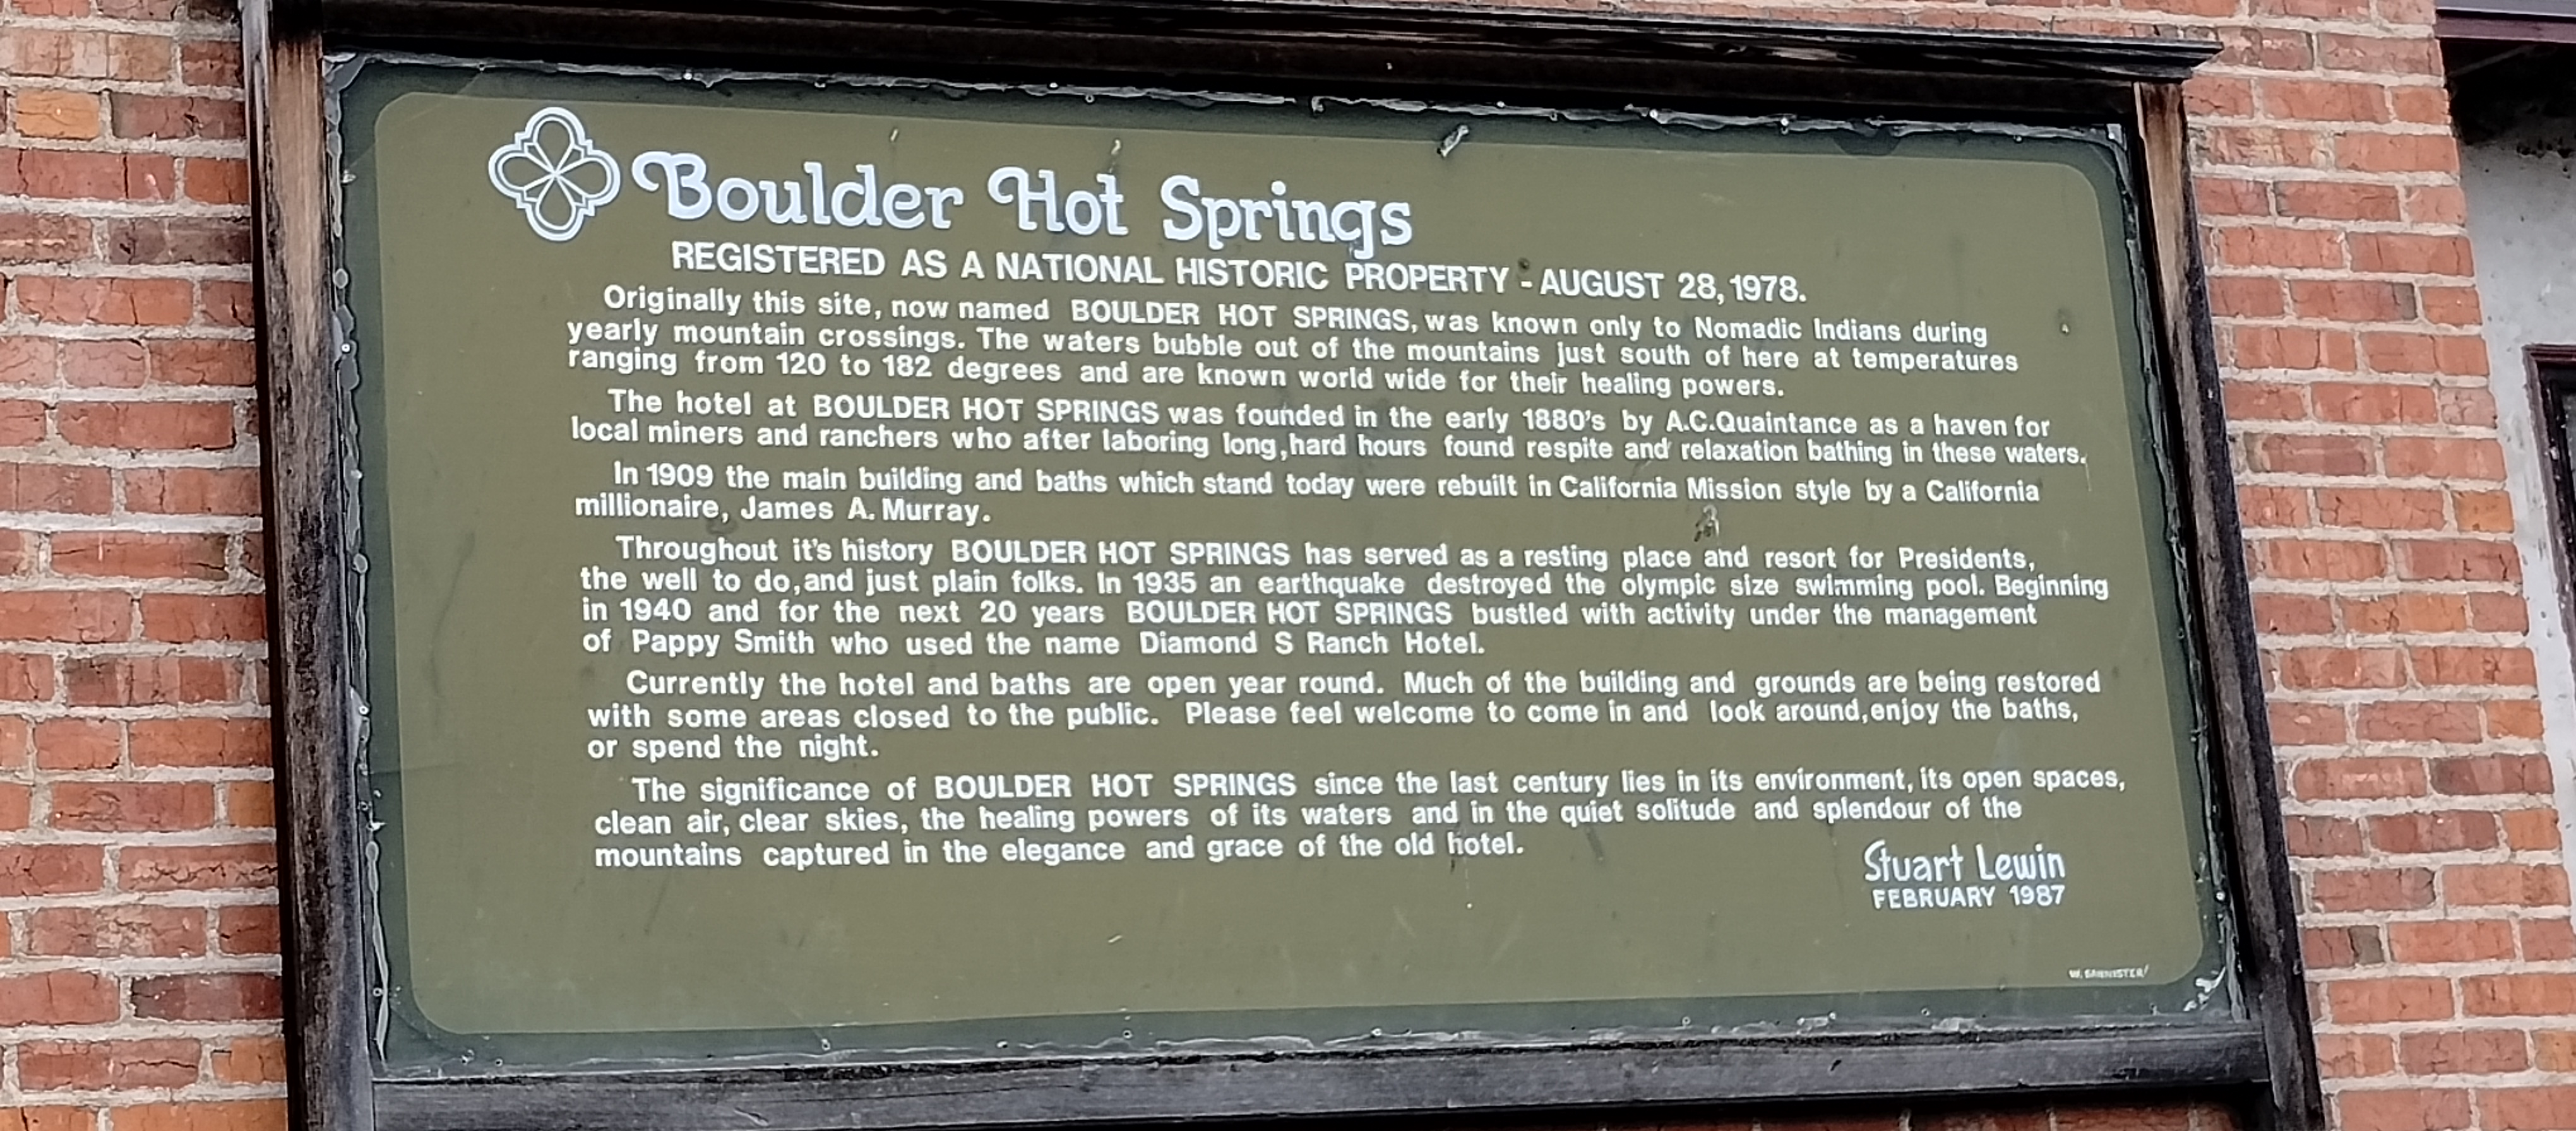 Boulder Hot Springs
REGISTERED AS A NATIONAL HISTORIC PROPERTY - AUGUST 28, 1978.
Originally this site, now named BOULDER HOT SPRINGS, was known only to Nomadic Indians during
yearly mountain crossings. The waters bubble out of the mountains just south of here at temperatures
ranging from 120 to 182 degrees and are known world wide for their healing powers.
The hotel at BOULDER HOT SPRINGS was founded in the early 1880's by A.C.Quaintance as a haven for
local miners and ranchers who after laboring long, hard hours found respite and relaxation bathing in these waters.
In 1909 the main building and baths which stand today were rebuilt in California Mission style by a California
millionaire, James A. Murray.
Throughout it's history BOULDER HOT SPRINGS has served as a resting place and resort for Presidents,
the well to do, and just plain folks. In 1935 an earthquake destroyed the olympic size swimming pool. Beginning
in 1940 and for the next 20 years BOULDER HOT SPRINGS bustled with activity under the management
of Pappy Smith who used the name Diamond S Ranch Hotel.
Currently the hotel and baths are open year round. Much of the building and grounds are being restored
with some areas closed to the public. Please feel welcome to come in and look around, enjoy the baths,
or spend the night.
The significance of BOULDER HOT SPRINGS since the last century lies in its environment, its open spaces,
clean air, clear skies, the healing powers of its waters and in the quiet solitude and splendour of the
mountains captured in the elegance and grace of the old hotel.
Stuart Lewin
FEBRUARY 1987